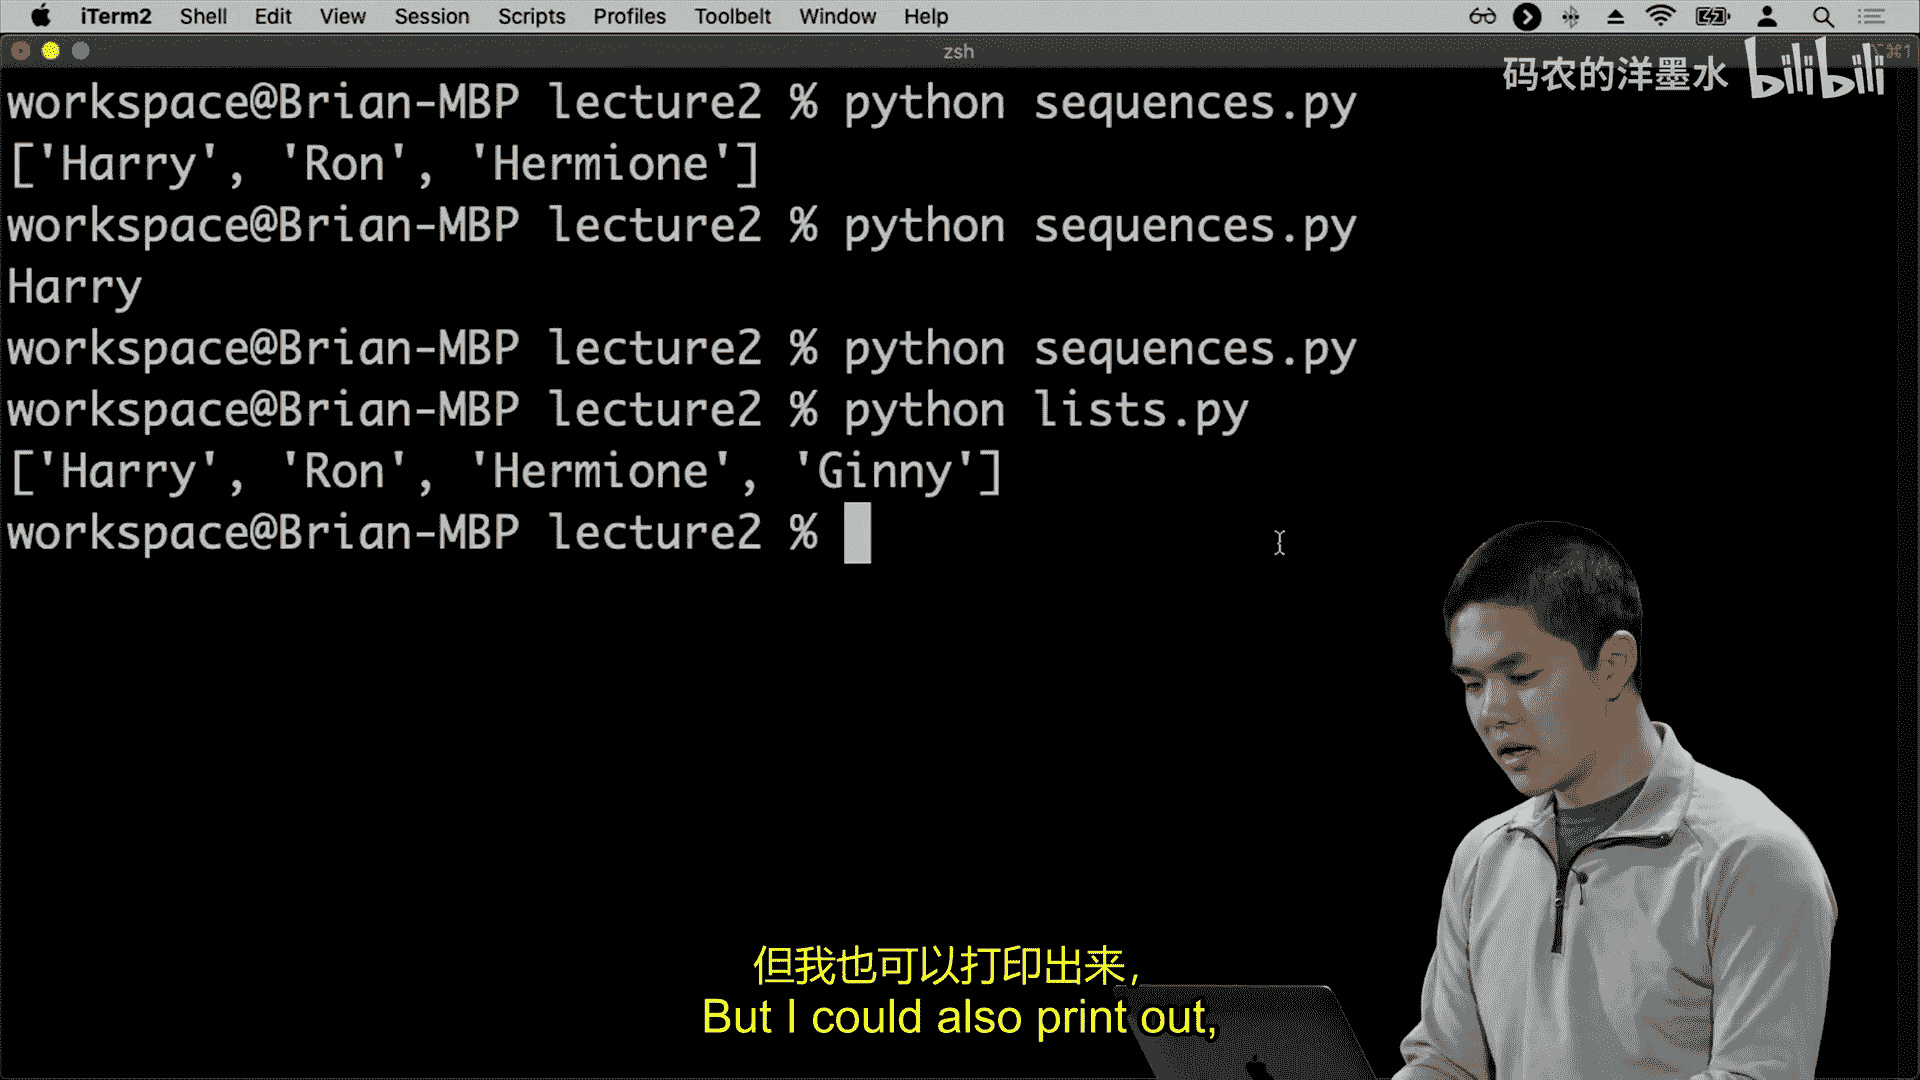 iTerm2 Shell Edit View Session Scripts Profiles Toolbelt Window Help
zsh
⌘1
码农的洋墨水 bilibili
workspace@Brian-MBP lecture2 % python sequences.py
['Harry', 'Ron', 'Hermione']
workspace@Brian-MBP lecture2 % python sequences.py
Harry
workspace@Brian-MBP lecture2 % python sequences.py
workspace@Brian-MBP lecture2 % python lists.py
['Harry', 'Ron', 'Hermione', 'Ginny']
workspace@Brian-MBP lecture2 %
但我也可以打印出来，
But I could also print out,